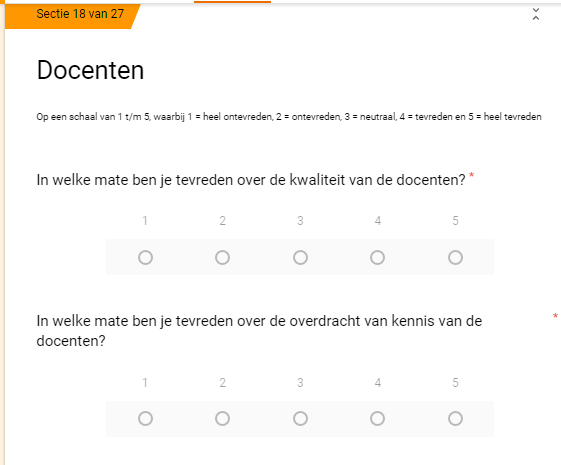 Sectie 18 van 27
Docenten
Op een schaal van 1 t/m 5, waarbij 1 = heel ontevreden, 2 = ontevreden, 3 = neutraal, 4 = tevreden en 5 = heel tevreden
In welke mate ben je tevreden over de kwaliteit van de docenten? *
1 2 3 4 5
In welke mate ben je tevreden over de overdracht van kennis van de *
docenten?
1 2 3 4 5